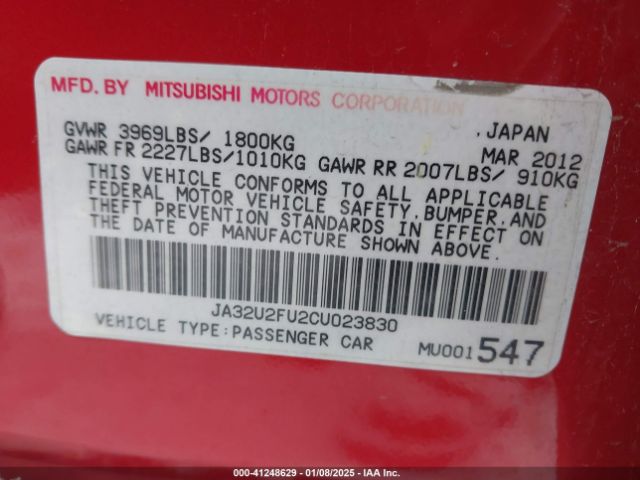 MFD. BY MITSUBISHI MOTORS CORPORATION
GVWR 3969LBS/ 1800KG .JAPAN
GAWR FR 2227LBS/1010KG GAWR RR 2007LBS/ 910KG MAR 2012
THIS VEHICLE CONFORMS TO ALL APPLICABLE
FEDERAL MOTOR VEHICLE SAFETY, BUMPER, AND
THEFT PREVENTION STANDARDS IN EFFECT ON
THE DATE OF MANUFACTURE SHOWN ABOVE.
JA32U2FU2CU023830
VEHICLE TYPE:PASSENGER CAR MU001547
000-41248629 - 01/08/2025 - IAA Inc.